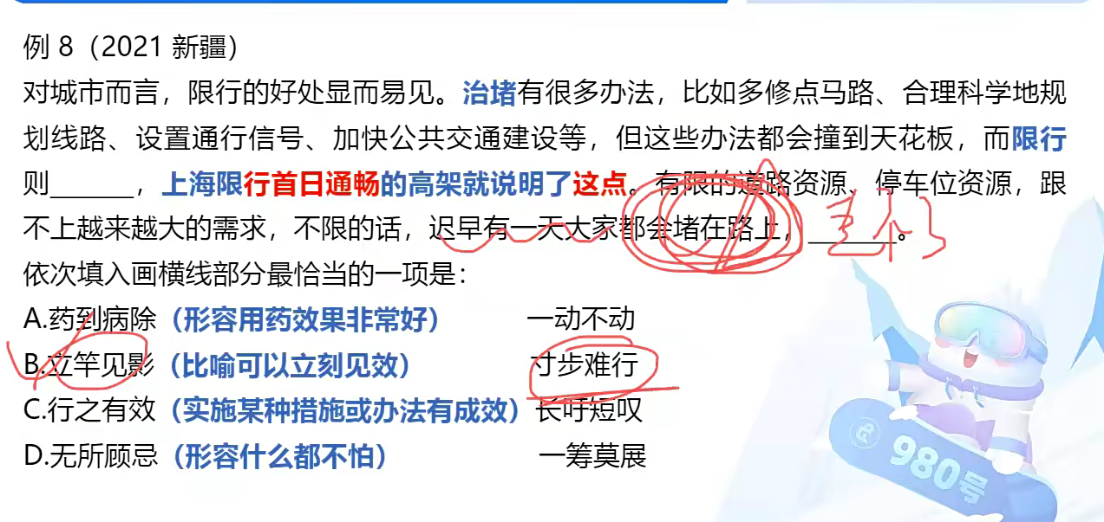 例 8（2021 新疆）
对城市而言，限行的好处显而易见。治堵有很多办法，比如多修点马路、合理科学地规
划线路、设置通行信号、加快公共交通建设等，但这些办法都会撞到天花板，而限行
则_______，上海限行首日通畅的高架就说明了这点。有限的道路资源、停车位资源，跟
不上越来越大的需求，不限的话，迟早有一天大家都会堵在路上，_______。
依次填入画横线部分最恰当的一项是：
A.药到病除（形容用药效果非常好） 一动不动
B.立竿见影（比喻可以立刻见效） 寸步难行
C.行之有效（实施某种措施或办法有成效） 长吁短叹
D.无所顾忌（形容什么都不怕） 一筹莫展
980号